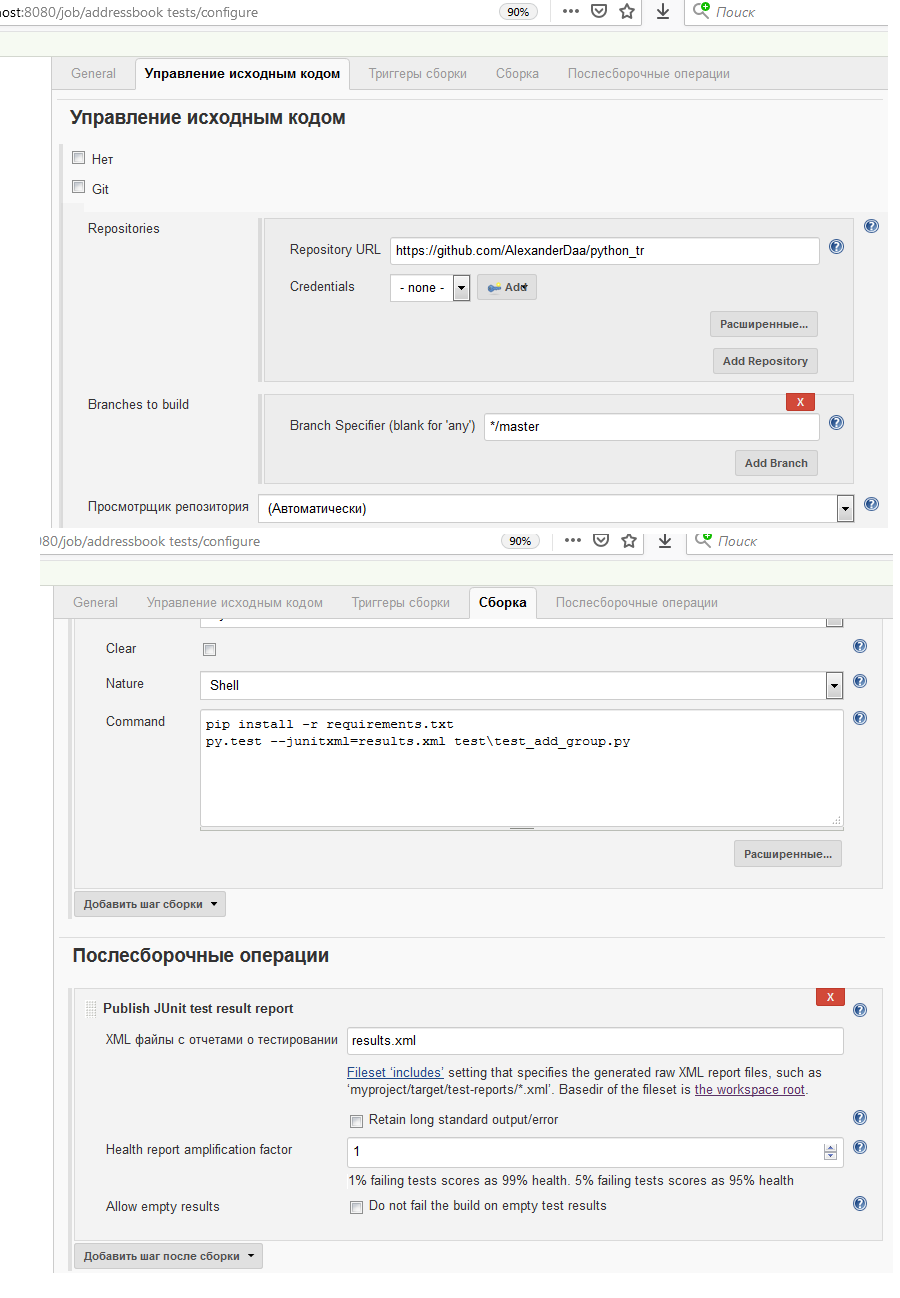 ost:8080/job/addressbook tests/configure
90%
Поиск
General Управление исходным кодом Триггеры сборки Сборка Послесборочные операции
Управление исходным кодом
Нет
Git
Repositories
Repository URL https://github.com/AlexanderDaa/python_tr
Credentials - none - Add
Расширенные...
Add Repository
Branches to build
X
Branch Specifier (blank for 'any') */master
Add Branch
Просмотрщик репозитория (Автоматически)
80/job/addressbook tests/configure
90%
Поиск
General Управление исходным кодом Триггеры сборки Сборка Послесборочные операции
Clear
Nature Shell
Command
pip install -r requirements.txt
py.test --junitxml=results.xml test\test_add_group.py
Расширенные...
Добавить шаг сборки
Послесборочные операции
X
Publish JUnit test result report
XML файлы с отчетами о тестировании results.xml
Fileset ‘includes’ setting that specifies the generated raw XML report files, such as
‘myproject/target/test-reports/*.xml’. Basedir of the fileset is the workspace root.
Retain long standard output/error
Health report amplification factor 1
1% failing tests scores as 99% health. 5% failing tests scores as 95% health
Allow empty results Do not fail the build on empty test results
Добавить шаг после сборки